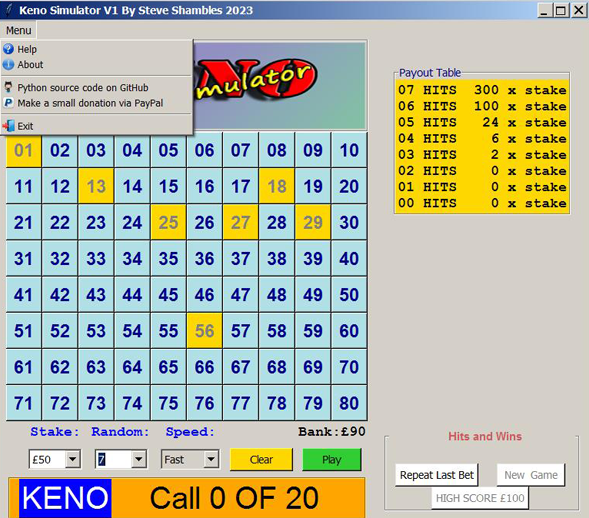 Keno Simulator V1 By Steve Shambles 2023
Menu
Help
About
Python source code on GitHub
Make a small donation via PayPal
Exit
NO
mulator
01 02 03 04 05 06 07 08 09 10
11 12 13 14 15 16 17 18 19 20
21 22 23 24 25 26 27 28 29 30
31 32 33 34 35 36 37 38 39 40
41 42 43 44 45 46 47 48 49 50
51 52 53 54 55 56 57 58 59 60
61 62 63 64 65 66 67 68 69 70
71 72 73 74 75 76 77 78 79 80
Stake: Random: Speed: Bank:£90
£50 7 Fast Clear Play
KENO Call 0 OF 20
Payout Table
07 HITS 300 x stake
06 HITS 100 x stake
05 HITS 24 x stake
04 HITS 6 x stake
03 HITS 2 x stake
02 HITS 0 x stake
01 HITS 0 x stake
00 HITS 0 x stake
Hits and Wins
Repeat Last Bet New Game
HIGH SCORE £100